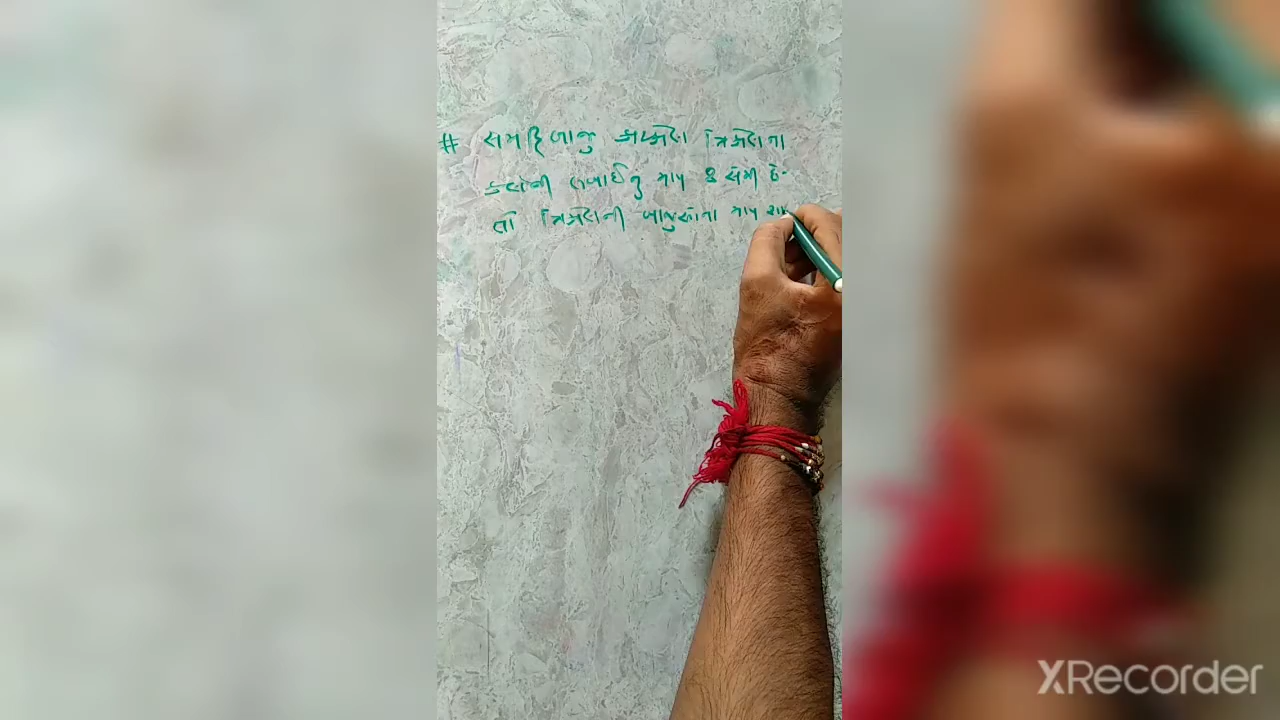 # સમદ્વિબાજુ કાટકોણ ત્રિકોણના
કર્ણની લંબાઈનું માપ 8 સેમી છે.
તો ત્રિકોણની બાજુઓના માપ
XRecorder